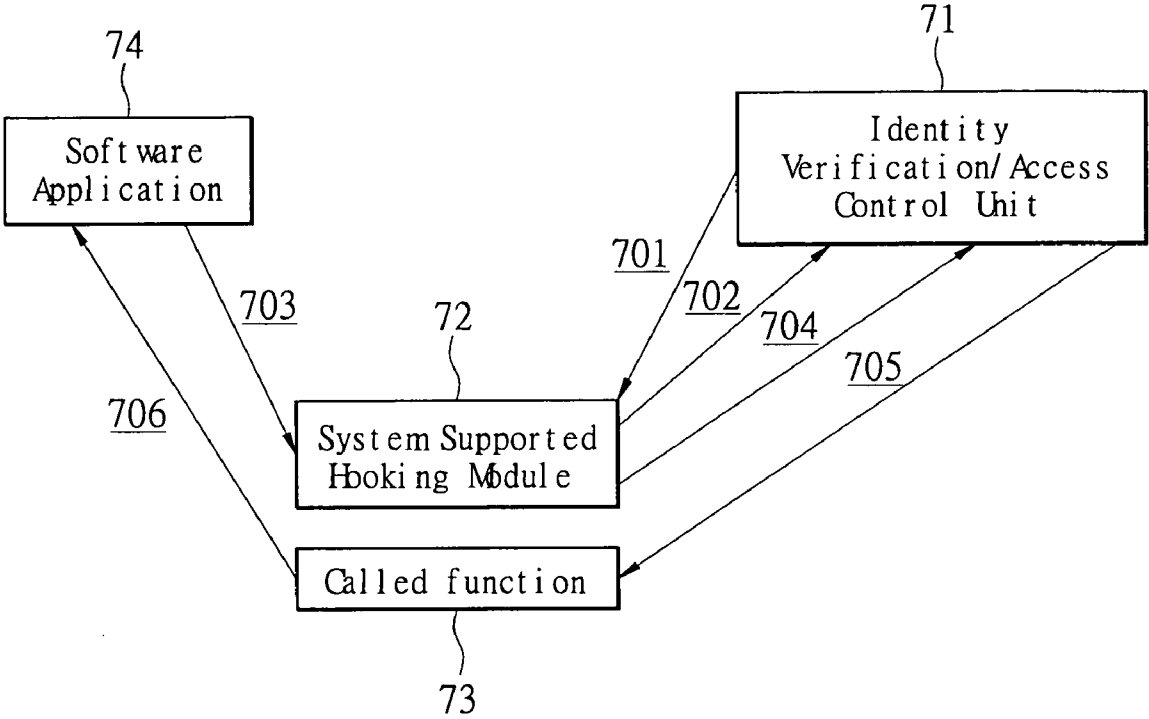 74
71
Software
Application
Identity
Verification/Access
Control Unit
701
702
703
72
704
705
706
System Supported
Hooking Module
Called function
73